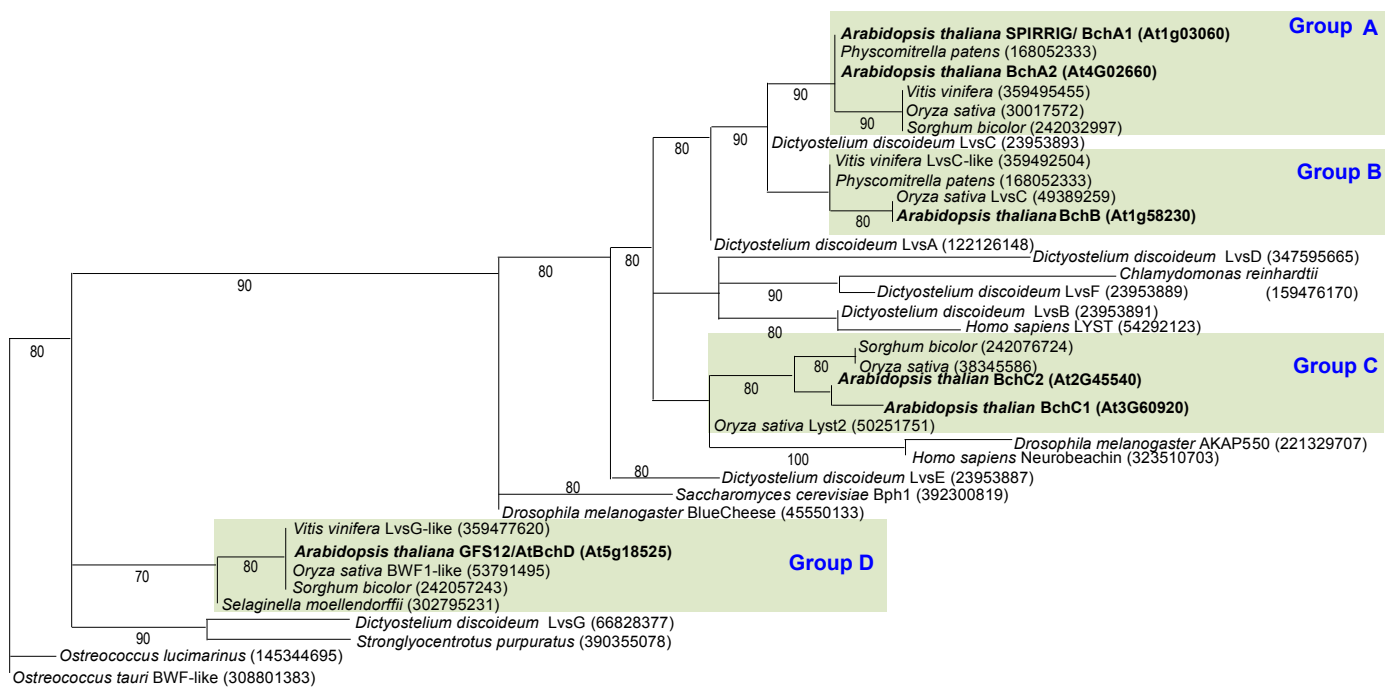 Group A
Arabidopsis thaliana SPIRRIG/ BchA1 (At1g03060)
Physcomitrella patens (168052333)
Arabidopsis thaliana BchA2 (At4G02660)
90
Vitis vinifera (359495455)
Oryza sativa (30017572)
90
Sorghum bicolor (242032997)
90
80
Dictyostelium discoideum LvsC (23953893)
Group B
Vitis vinifera LvsC-like (359492504)
Physcomitrella patens (168052333)
Oryza sativa LvsC (49389259)
80
Arabidopsis thaliana BchB (At1g58230)
Dictyostelium discoideum LvsA (122126148)
80
80
90
Dictyostelium discoideum LvsD (347595665)
Chlamydomonas reinhardtii
(159476170)
90
Dictyostelium discoideum LvsF (23953889)
Dictyostelium discoideum LvsB (23953891)
80
Homo sapiens LYST (54292123)
80
Group C
Sorghum bicolor (242076724)
80
Oryza sativa (38345586)
80
Arabidopsis thalian BchC2 (At2G45540)
Arabidopsis thalian BchC1 (At3G60920)
Oryza sativa Lyst2 (50251751)
Drosophila melanogaster AKAP550 (221329707)
100
Homo sapiens Neurobeachin (323510703)
80
Dictyostelium discoideum LvsE (23953887)
80
Saccharomyces cerevisiae Bph1 (392300819)
Drosophila melanogaster BlueCheese (45550133)
Group D
Vitis vinifera LvsG-like (359477620)
Arabidopsis thaliana GFS12/AtBchD (At5g18525)
70
80
Oryza sativa BWF1-like (53791495)
Sorghum bicolor (242057243)
Selaginella moellendorffii (302795231)
90
Dictyostelium discoideum LvsG (66828377)
Stronglyocentrotus purpuratus (390355078)
Ostreococcus lucimarinus (145344695)
Ostreococcus tauri BWF-like (308801383)